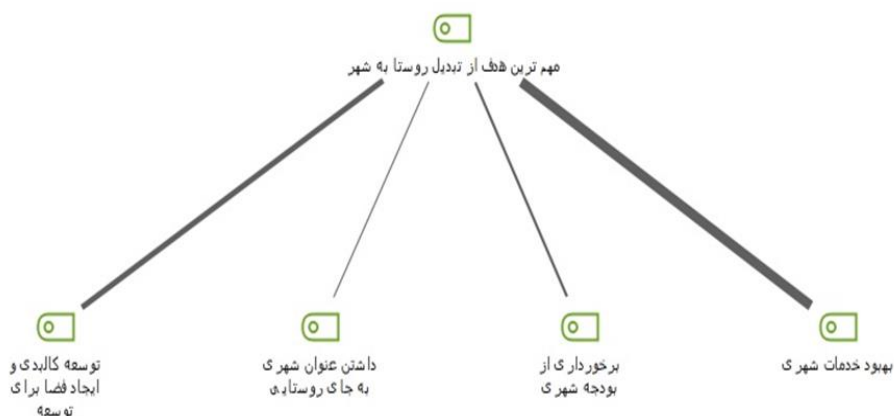 مهم ترین هدف از تبدیل روستا به شهر
بهبود خدمات شهری
برخورداری از
بودجه شهری
داشتن عنوان شهری
به جای روستایی
توسعه کالبدی و
ایجاد فضا برای
توسعه